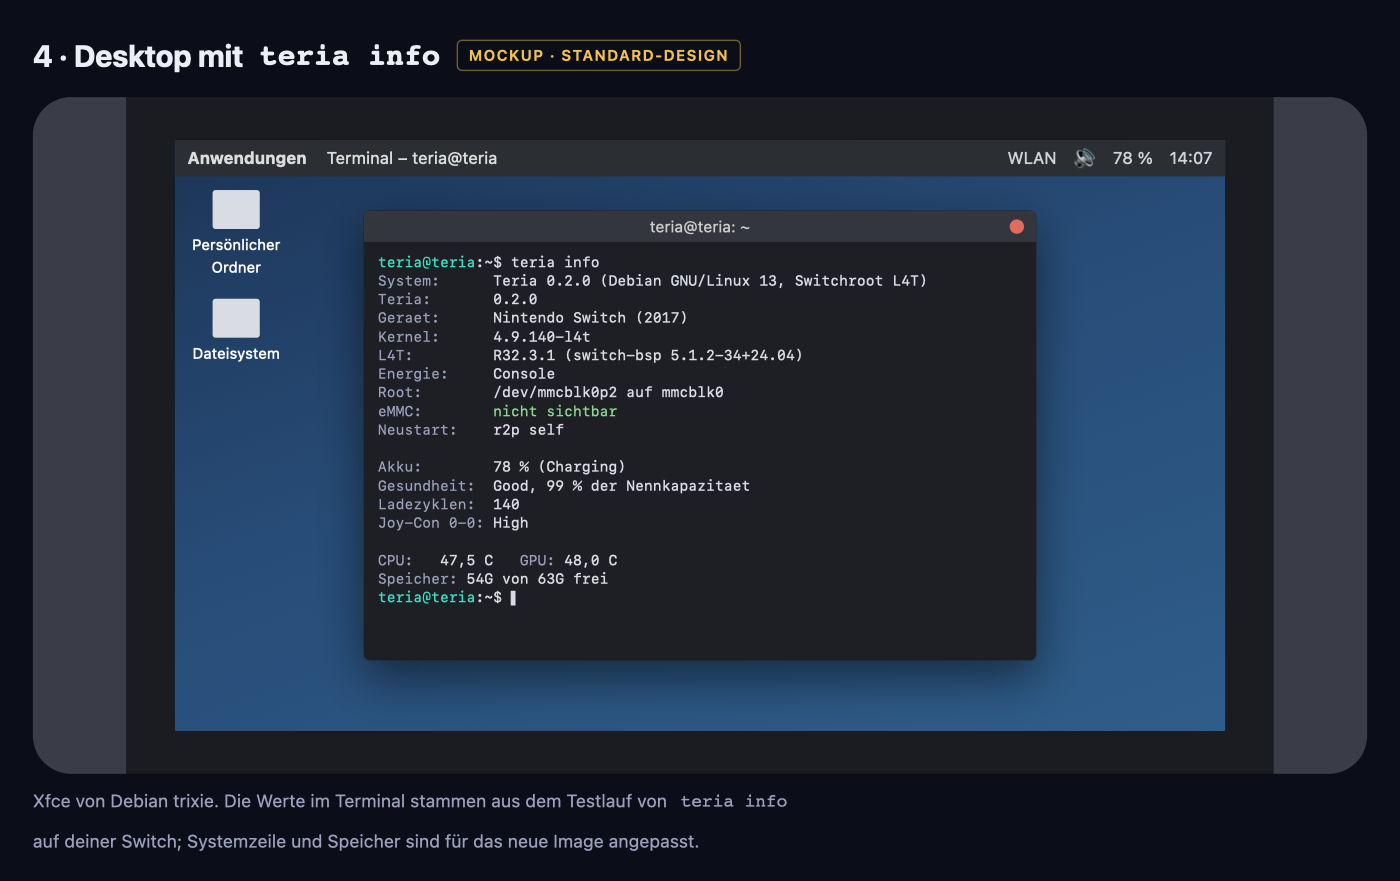 4 · Desktop mit teria info MOCKUP · STANDARD-DESIGN
Anwendungen Terminal – teria@teria WLAN 78 % 14:07
Persönlicher
Ordner
Dateisystem
teria@teria: ~
teria@teria:~$ teria info
System: Teria 0.2.0 (Debian GNU/Linux 13, Switchroot L4T)
Teria: 0.2.0
Geraet: Nintendo Switch (2017)
Kernel: 4.9.140-l4t
L4T: R32.3.1 (switch-bsp 5.1.2-34+24.04)
Energie: Console
Root: /dev/mmcblk0p2 auf mmcblk0
eMMC: nicht sichtbar
Neustart: r2p self
Akku: 78 % (Charging)
Gesundheit: Good, 99 % der Nennkapazitaet
Ladezyklen: 140
Joy-Con 0-0: High
CPU: 47,5 C GPU: 48,0 C
Speicher: 54G von 63G frei
teria@teria:~$
Xfce von Debian trixie. Die Werte im Terminal stammen aus dem Testlauf von teria info
auf deiner Switch; Systemzeile und Speicher sind für das neue Image angepasst.